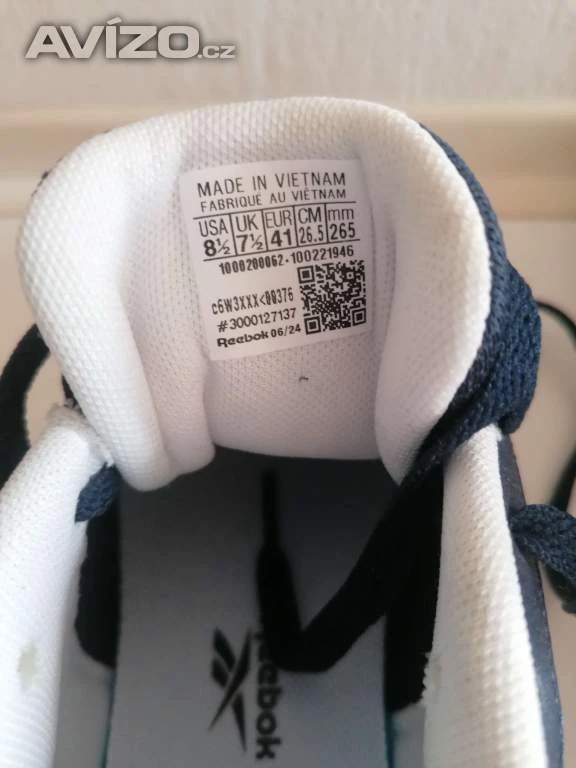 AVÍZO.cz
MADE IN VIETNAM
FABRIQUÉ AU VIÊTNAM
USA UK EUR CM mm
8½ 7½ 41 26.5 265
1000200062-100221946
c6W3XXX<00376
#3000127137
Reebok 06/24
Reebok